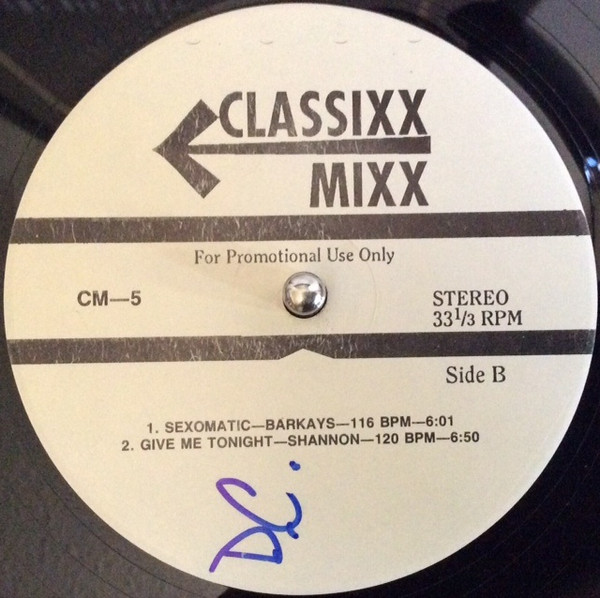 CLASSIXX
MIXX
For Promotional Use Only
CM—5
STEREO
33 1/3 RPM
Side B
1. SEXOMATIC—BARKAYS—116 BPM—6:01
2. GIVE ME TONIGHT—SHANNON—120 BPM—6:50
DC.